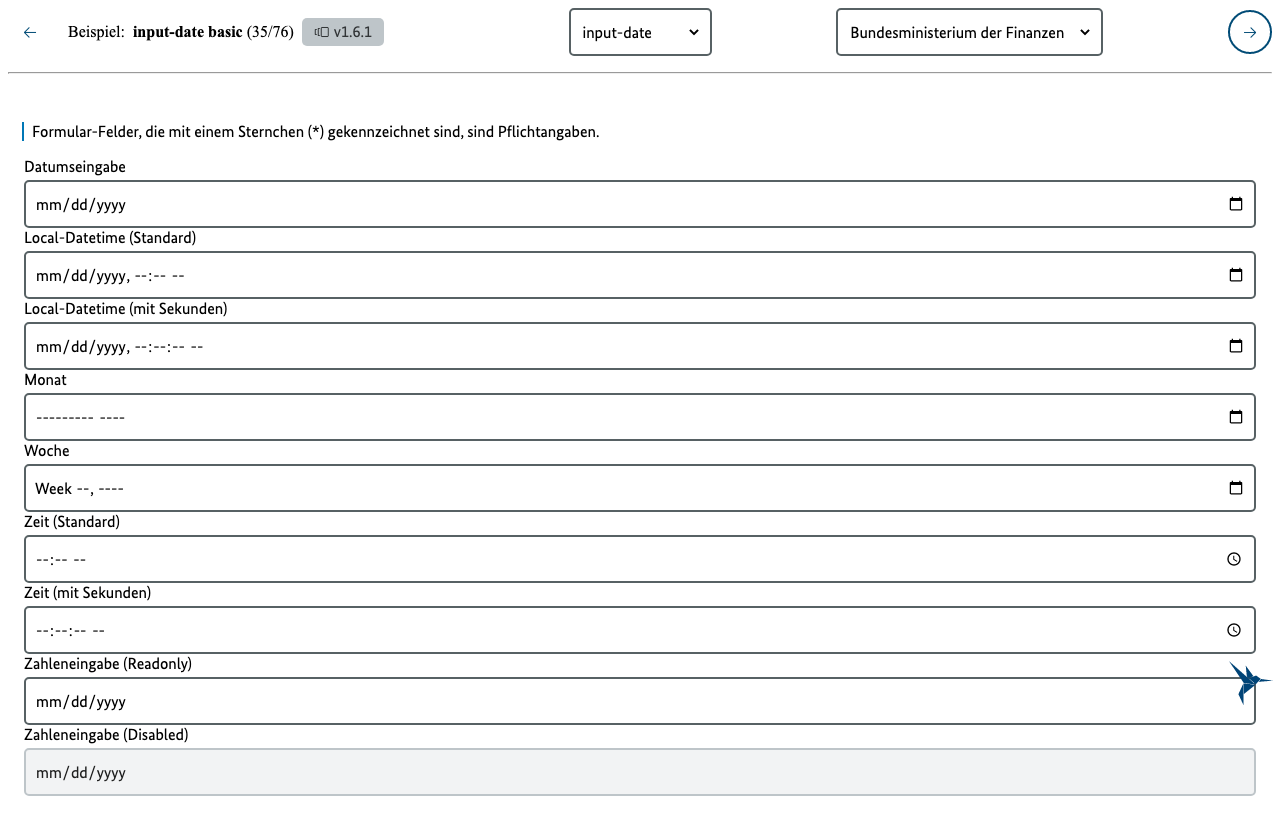 Beispiel: input-date basic (35/76) v1.6.1 input-date Bundesministerium der Finanzen
Formular-Felder, die mit einem Sternchen (*) gekennzeichnet sind, sind Pflichtangaben.
Datumseingabe
mm/dd/yyyy
Local-Datetime (Standard)
mm/dd/yyyy, --:-- --
Local-Datetime (mit Sekunden)
mm/dd/yyyy, --:--:-- --
Monat
--------- ----
Woche
Week --, ----
Zeit (Standard)
--:-- --
Zeit (mit Sekunden)
--:--:-- --
Zahleneingabe (Readonly)
mm/dd/yyyy
Zahleneingabe (Disabled)
mm/dd/yyyy